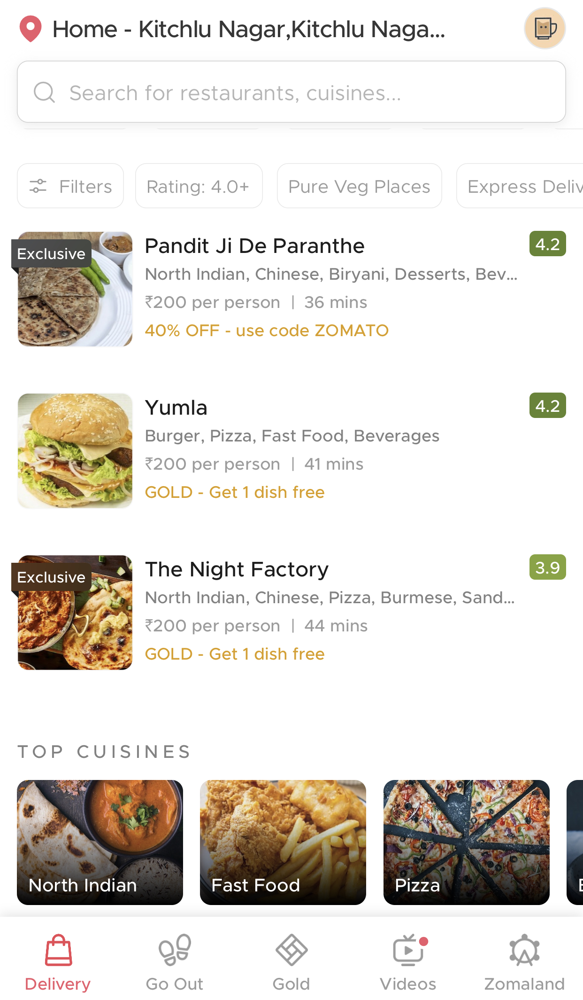 Home - Kitchlu Nagar,Kitchlu Naga...
Search for restaurants, cuisines...
Filters
Rating: 4.0+
Pure Veg Places
Express Deliv
Exclusive
Pandit Ji De Paranthe
4.2
North Indian, Chinese, Biryani, Desserts, Bev...
₹200 per person | 36 mins
40% OFF - use code ZOMATO
Yumla
4.2
Burger, Pizza, Fast Food, Beverages
₹200 per person | 41 mins
GOLD - Get 1 dish free
Exclusive
The Night Factory
3.9
North Indian, Chinese, Pizza, Burmese, Sand...
₹200 per person | 44 mins
GOLD - Get 1 dish free
TOP CUISINES
North Indian
Fast Food
Pizza
Delivery
Go Out
Gold
Videos
Zomaland